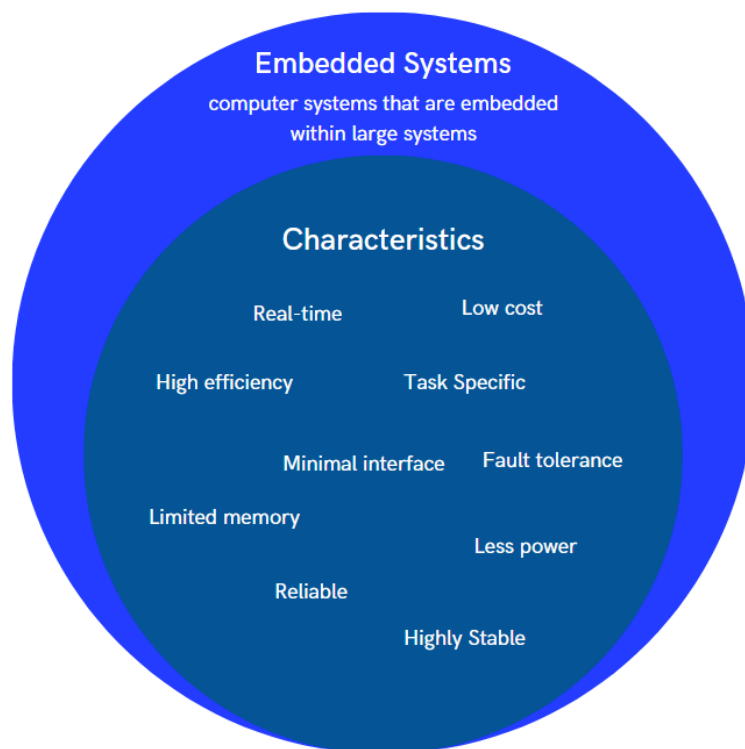 Embedded Systems
computer systems that are embedded
within large systems
Characteristics
Real-time
Low cost
High efficiency
Task Specific
Minimal interface
Fault tolerance
Limited memory
Less power
Reliable
Highly Stable